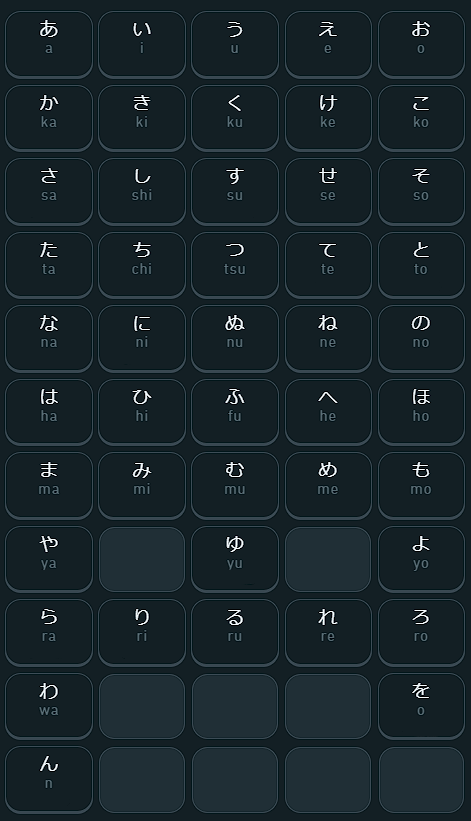 あ い う え お
a i u e o
か き く け こ
ka ki ku ke ko
さ し す せ そ
sa shi su se so
た ち つ て と
ta chi tsu te to
な に ぬ ね の
na ni nu ne no
は ひ ふ へ ほ
ha hi fu he ho
ま み む め も
ma mi mu me mo
や ゆ よ
ya yu yo
ら り る れ ろ
ra ri ru re ro
わ を
wa o
ん
n